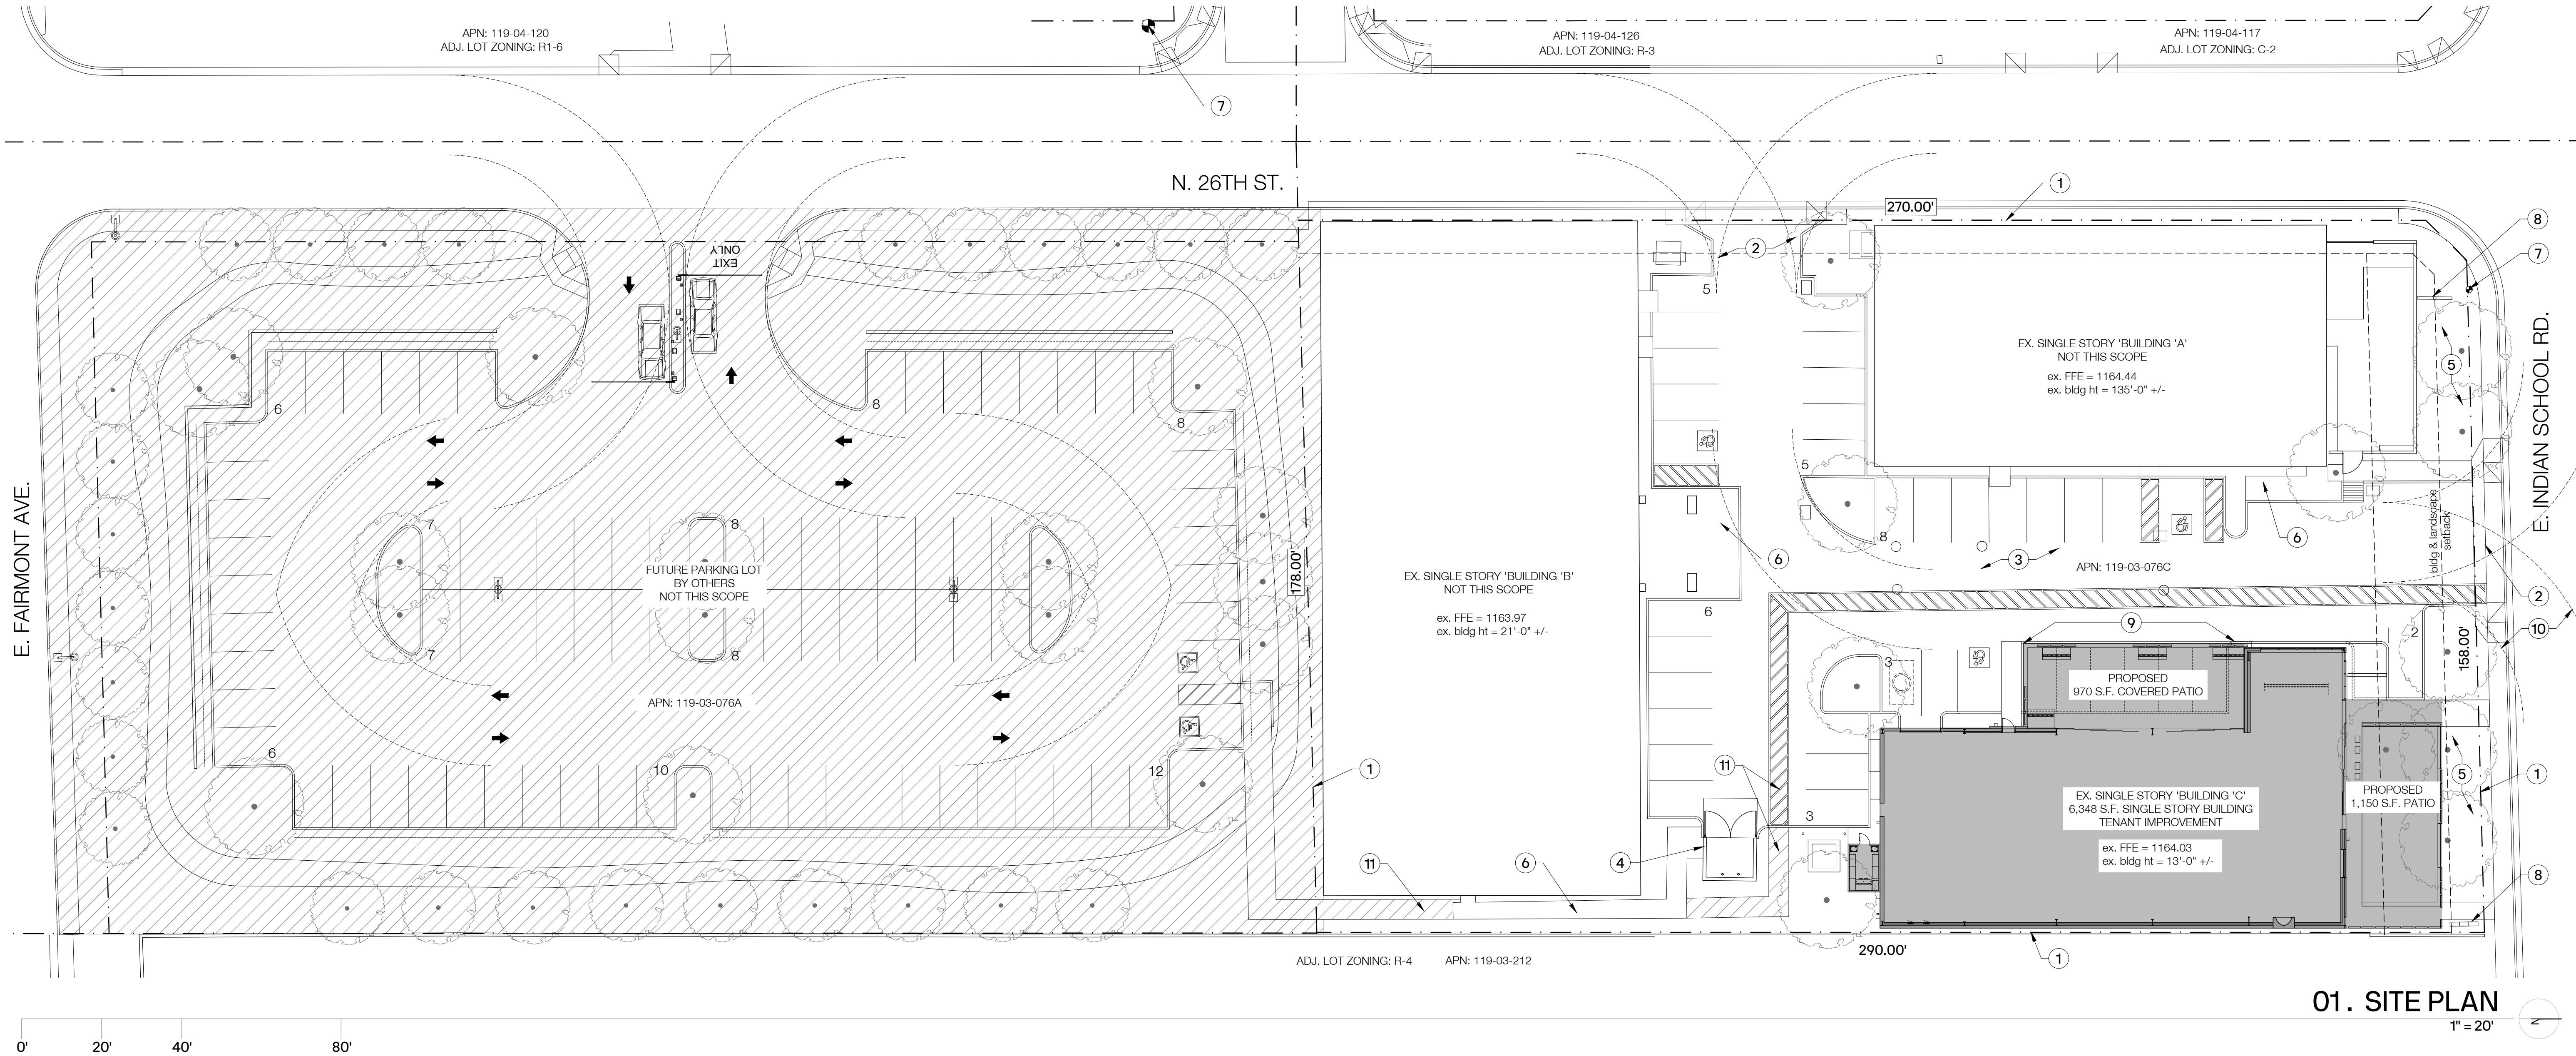 APN: 119-04-120
ADJ. LOT ZONING: R1-6
APN: 119-04-126
ADJ. LOT ZONING: R-3
APN: 119-04-117
ADJ. LOT ZONING: C-2
7
N. 26TH ST.
1
270.00'
8
2
7
EXIT
ONLY
5
5
EX. SINGLE STORY 'BUILDING 'A'
NOT THIS SCOPE
ex. FFE = 1164.44
ex. bldg ht = 135'-0" +/-
E. INDIAN SCHOOL RD.
6
8
8
5
E. FAIRMONT AVE.
7
8
FUTURE PARKING LOT
BY OTHERS
NOT THIS SCOPE
7
8
178.00'
EX. SINGLE STORY 'BUILDING 'B'
NOT THIS SCOPE
ex. FFE = 1163.97
ex. bldg ht = 21'-0" +/-
6
8
3
6
bldg & landscape
setback
APN: 119-03-076C
2
6
9
10
2
158.00'
3
PROPOSED
970 S.F. COVERED PATIO
APN: 119-03-076A
6
10
12
1
11
5
1
EX. SINGLE STORY 'BUILDING 'C'
6,348 S.F. SINGLE STORY BUILDING
TENANT IMPROVEMENT
ex. FFE = 1164.03
ex. bldg ht = 13'-0" +/-
PROPOSED
1,150 S.F. PATIO
3
11
6
4
8
290.00'
1
ADJ. LOT ZONING: R-4
APN: 119-03-212
01. SITE PLAN
1" = 20'
N
0'
20'
40'
80'